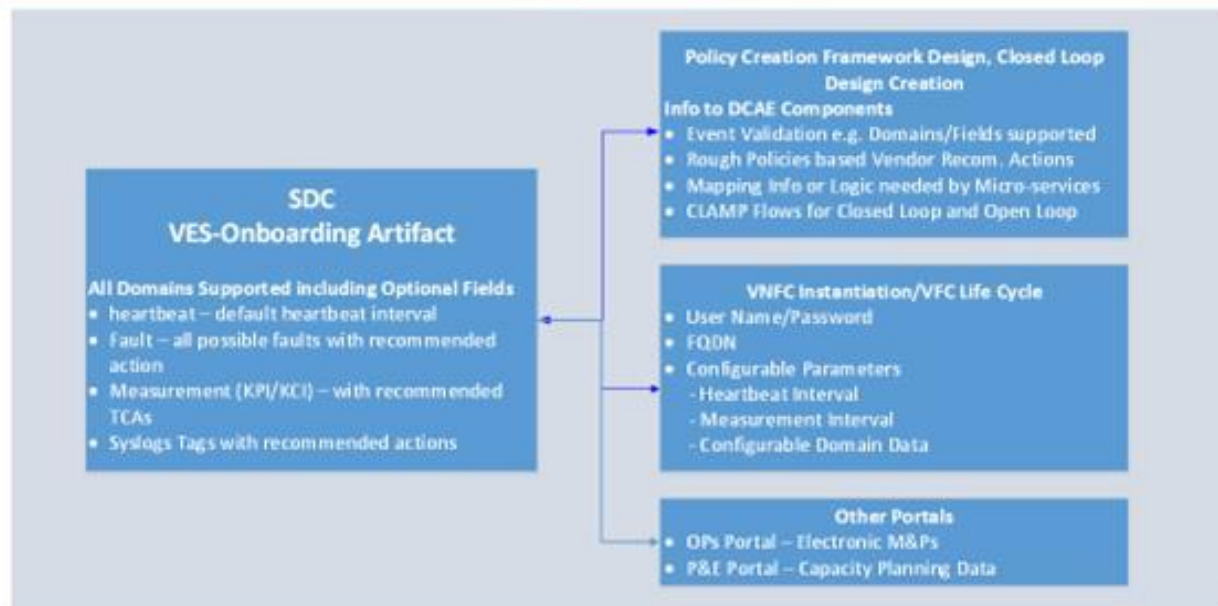 SDC
VES-Onboarding Artifact
All Domains Supported including Optional Fields
• heartbeat – default heartbeat interval
• Fault – all possible faults with recommended
action
• Measurement (KPI/KCI) – with recommended
TCAs
• Syslogs Tags with recommended actions
Policy Creation Framework Design, Closed Loop
Design Creation
Info to DCAE Components
• Event Validation e.g. Domains/Fields supported
• Rough Policies based Vendor Recom. Actions
• Mapping Info or Logic needed by Micro-services
• CLAMP Flows for Closed Loop and Open Loop
VNFC Instantiation/VFC Life Cycle
• User Name/Password
• FQDN
• Configurable Parameters
- Heartbeat Interval
- Measurement Interval
- Configurable Domain Data
Other Portals
• OPs Portal – Electronic M&Ps
• P&E Portal – Capacity Planning Data